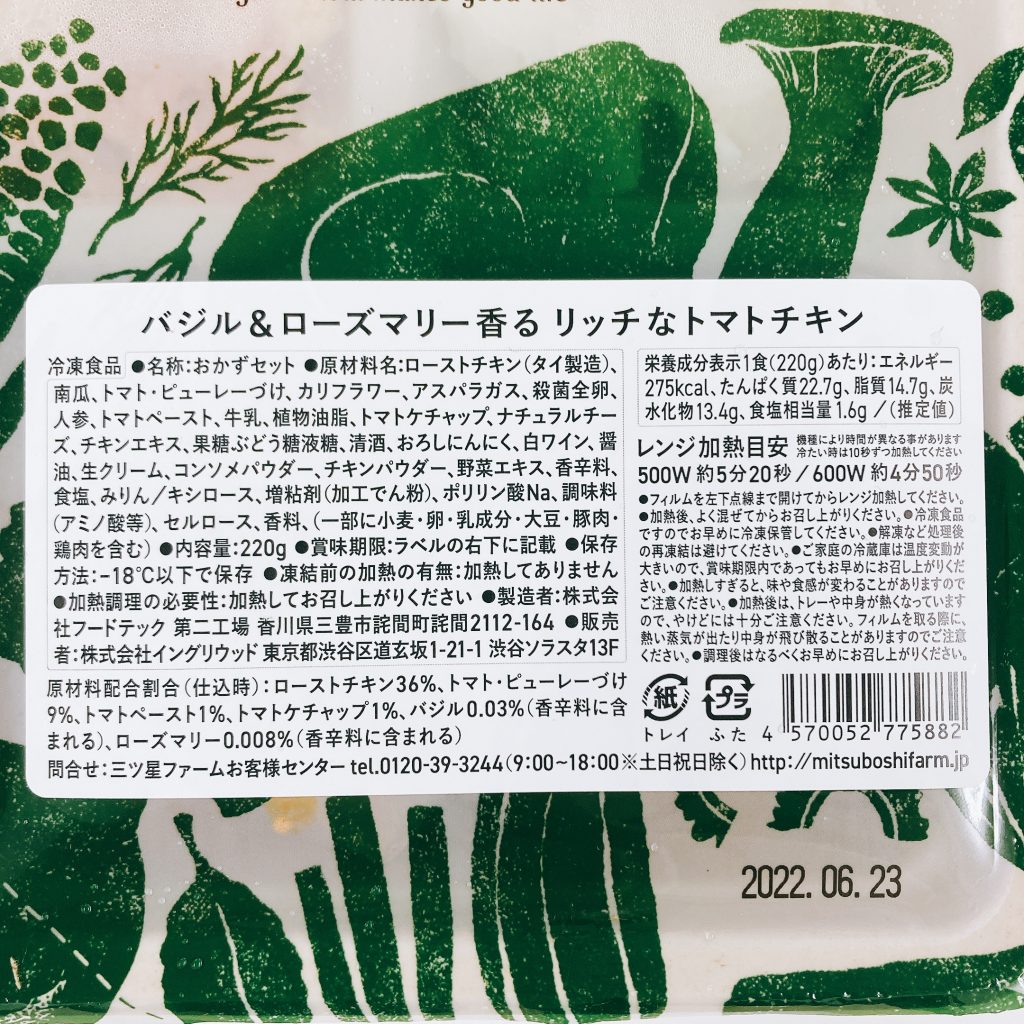 バジル&ローズマリー香る リッチなトマトチキン
冷凍食品 ●名称:おかずセット ●原材料名:ローストチキン(タイ製造)、
南瓜、トマト・ピューレーづけ、カリフラワー、アスパラガス、殺菌全卵、
人参、トマトペースト、牛乳、植物油脂、トマトケチャップ、ナチュラルチー
ズ、チキンエキス、果糖ぶどう糖液糖、清酒、おろしにんにく、白ワイン、醤
油、生クリーム、コンソメパウダー、チキンパウダー、野菜エキス、香辛料、
食塩、みりん/キシロース、増粘剤(加工でん粉)、ポリリン酸Na、調味料
(アミノ酸等)、セルロース、香料、(一部に小麦・卵・乳成分・大豆・豚肉・
鶏肉を含む) ●内容量:220g ●賞味期限:ラベルの右下に記載 ●保存
方法:-18℃以下で保存 ●凍結前の加熱の有無:加熱してありません
●加熱調理の必要性:加熱してお召し上がりください ●製造者:株式会
社フードテック 第二工場 香川県三豊市詫間町詫間2112-164 ●販売
者:株式会社イングリウッド 東京都渋谷区道玄坂1-21-1 渋谷ソラスタ13F
栄養成分表示1食(220g)あたり:エネルギー
275kcal、たんぱく質22.7g、脂質14.7g、炭
水化物13.4g、食塩相当量1.6g /(推定値)
レンジ加熱目安 機種により時間が異なる事があります
冷たい時は10秒ずつ加熱してください
500W 約5分20秒/600W 約4分50秒
●フィルムを左下点線まで開けてからレンジ加熱してください。
●加熱後、よく混ぜてからお召し上がりください。●冷凍食品
ですのでお早めに冷凍保管してください。●解凍など処理後
の再凍結は避けてください。●ご家庭の冷蔵庫は温度変動が
大きいので、賞味期限内であってもお早めにお召し上がりくだ
さい。●加熱しすぎると、味や食感が変わることがありますので
ご注意ください。●加熱後は、トレーや中身が熱くなっています
ので、やけどには十分ご注意ください。フィルムを取る際に、
熱い蒸気が出たり中身が飛び散ることがありますのでご注意
ください。●調理後はなるべくお早めにお召し上がりください。
原材料配合割合(仕込時):ローストチキン36%、トマト・ピューレーづけ
9%、トマトペースト1%、トマトケチャップ1%、バジル0.03%(香辛料に含
まれる)、ローズマリー0.008%(香辛料に含まれる)
紙 プラ
トレイ ふた 4 570052 775882
問合せ:三ツ星ファームお客様センター tel.0120-39-3244(9:00~18:00※土日祝日除く) http://mitsuboshifarm.jp
2022. 06. 23